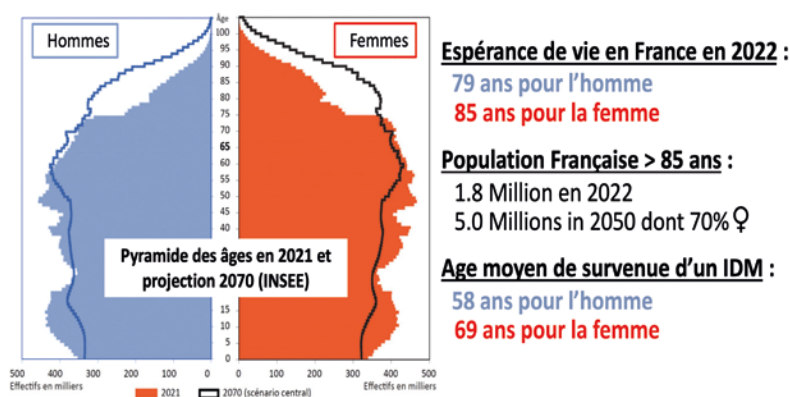 Hommes
Âge
Femmes
100
95
90
85
80
75
70
65
60
55
50
45
40
15
10
5
0
Pyramide des âges en 2021 et
projection 2070 (INSEE)
500 400 300 200 100 0
0 100 200 300 400 500
Effectifs en milliers
Effectifs en milliers
2021
2070 (scénario central)
Espérance de vie en France en 2022 :
79 ans pour l’homme
85 ans pour la femme
Population Française > 85 ans :
1.8 Million en 2022
5.0 Millions in 2050 dont 70% ♀
Age moyen de survenue d’un IDM :
58 ans pour l’homme
69 ans pour la femme